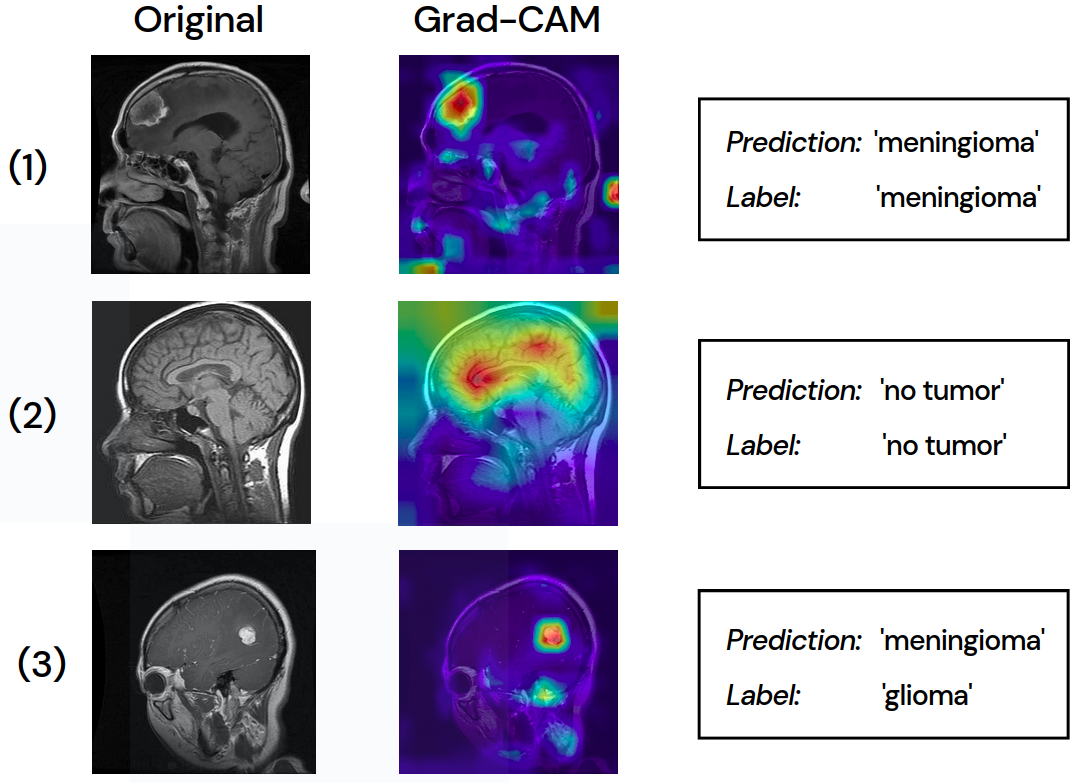 Original Grad-CAM
(1)
Prediction: 'meningioma'
Label: 'meningioma'
(2)
Prediction: 'no tumor'
Label: 'no tumor'
(3)
Prediction: 'meningioma'
Label: 'glioma'